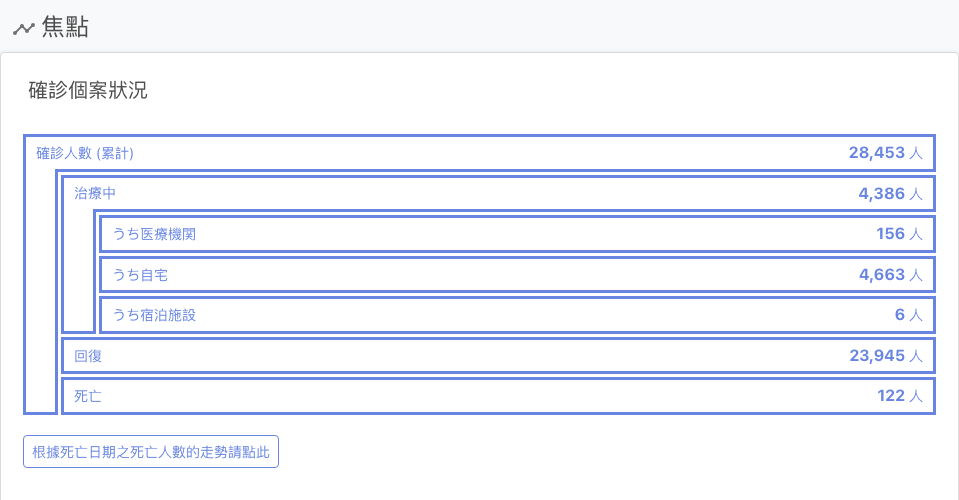 焦點
確診個案狀況
確診人數 (累計) 28,453 人
治療中 4,386 人
うち医療機関 156 人
うち自宅 4,663 人
うち宿泊施設 6 人
回復 23,945 人
死亡 122 人
根據死亡日期之死亡人數的走勢請點此